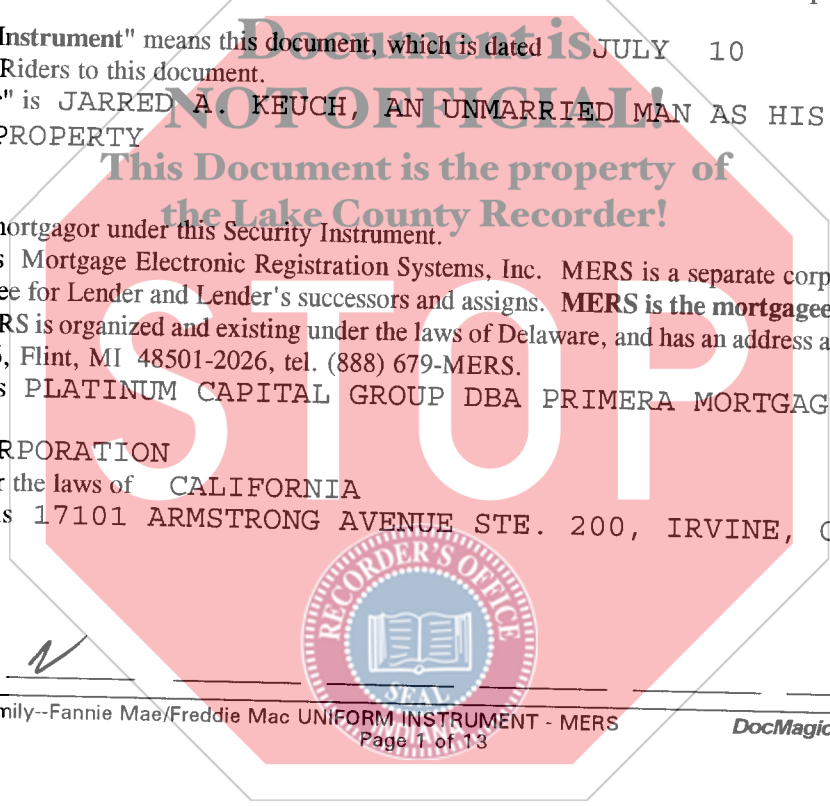 Document is
Instrument" means this document, which is dated JULY 10
Riders to this document.
NOT OFFICIAL!
" is JARRED A. KEUCH, AN UNMARRIED MAN AS HIS
PROPERTY
This Document is the property of
the Lake County Recorder!
mortgagor under this Security Instrument.
s Mortgage Electronic Registration Systems, Inc. MERS is a separate corp
ee for Lender and Lender's successors and assigns. MERS is the mortgagee
RS is organized and existing under the laws of Delaware, and has an address a
, Flint, MI 48501-2026, tel. (888) 679-MERS.
s PLATINUM CAPITAL GROUP DBA PRIMERA MORTGAG
STOP
RPORATION
r the laws of CALIFORNIA
s 17101 ARMSTRONG AVENUE STE. 200, IRVINE, C
RECORDER'S OFFICE
SEAL
INDIANA
mily--Fannie Mae/Freddie Mac UNIFORM INSTRUMENT - MERS
DocMagic
Page 1 of 13